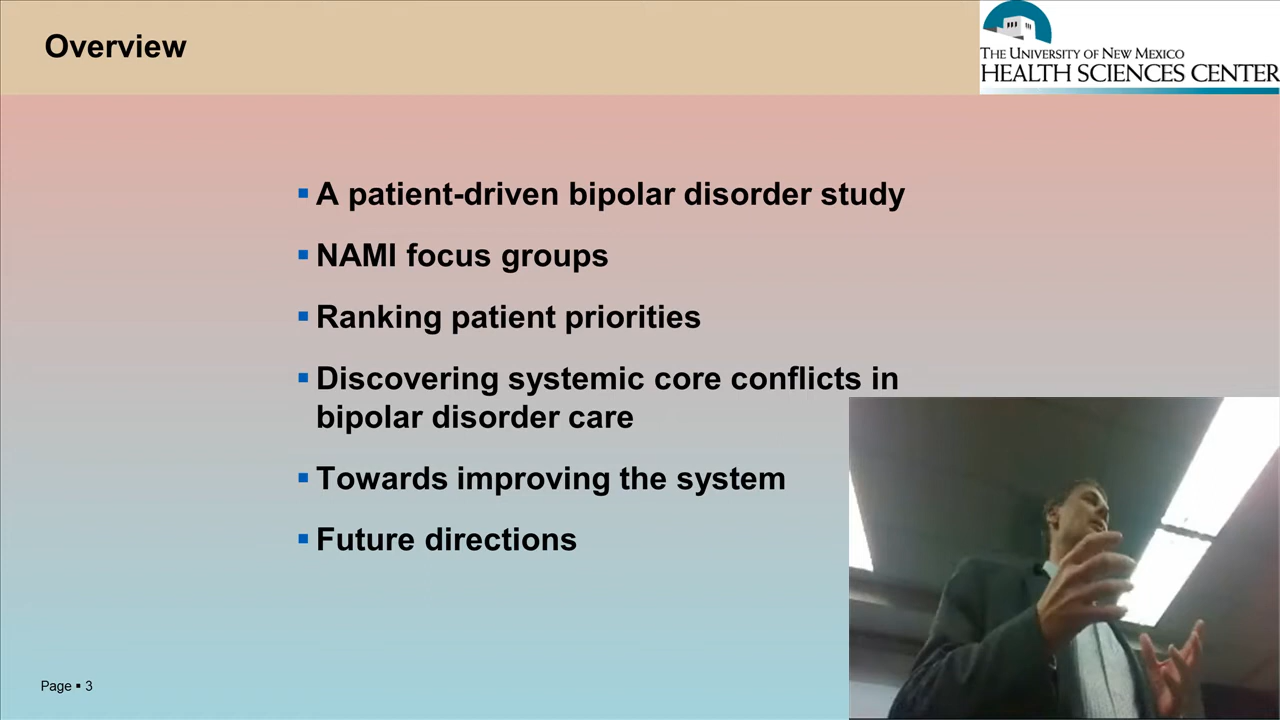 Overview
THE UNIVERSITY OF NEW MEXICO
HEALTH SCIENCES CENTER
▪ A patient-driven bipolar disorder study
▪ NAMI focus groups
▪ Ranking patient priorities
▪ Discovering systemic core conflicts in
bipolar disorder care
▪ Towards improving the system
▪ Future directions
Page ▪ 3